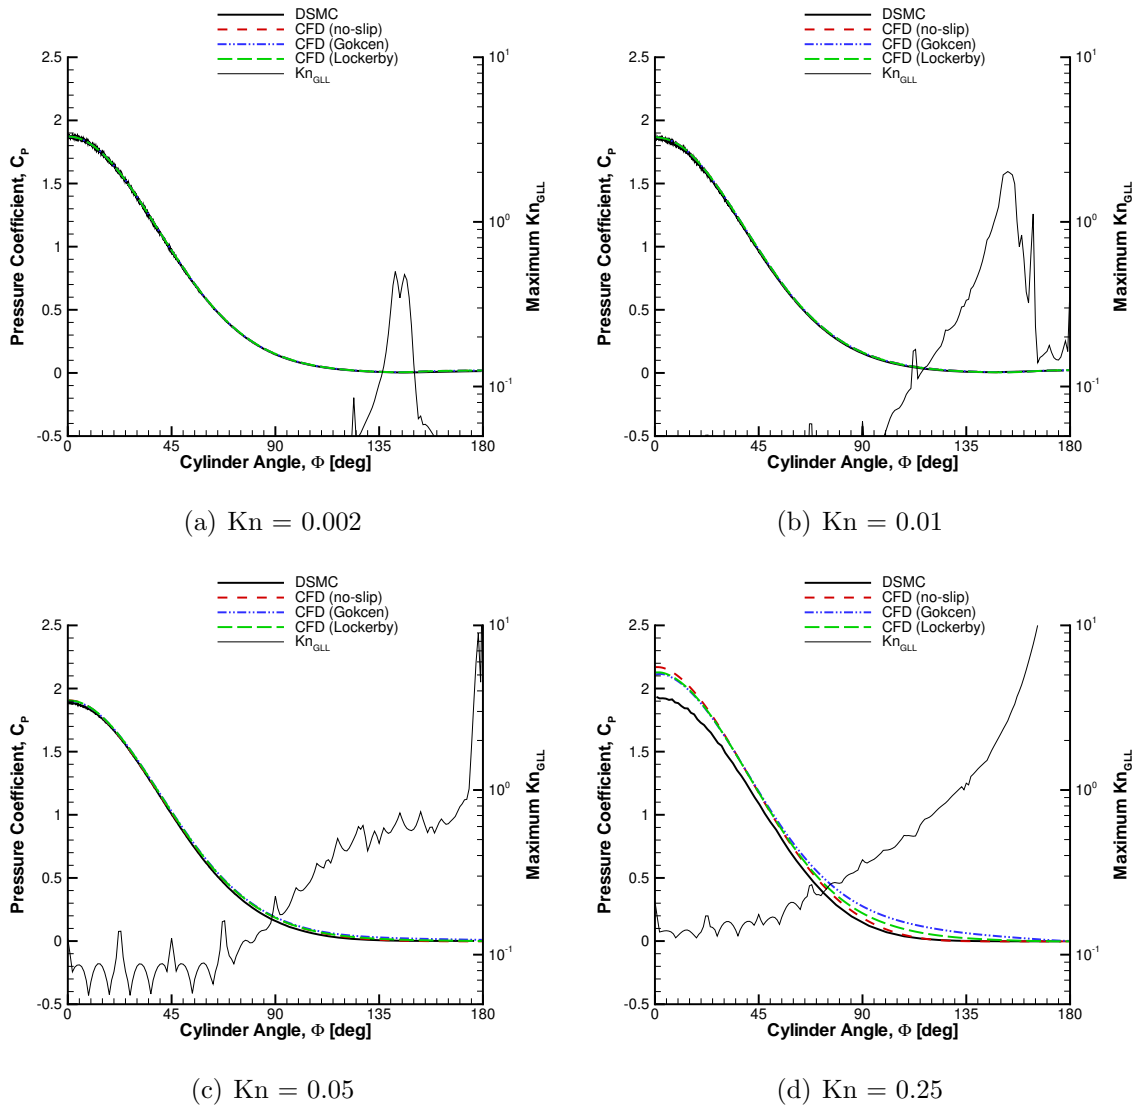 DSMC
CFD (no-slip)
CFD (Gokcen)
CFD (Lockerby)
Kn_GLL
Pressure Coefficient, C_P
2.5
2
1.5
1
0.5
0
-0.5
0 45 90 135 180
Cylinder Angle, Φ [deg]
10^1
10^0
10^-1
Maximum Kn_GLL
(a) Kn = 0.002
DSMC
CFD (no-slip)
CFD (Gokcen)
CFD (Lockerby)
Kn_GLL
Pressure Coefficient, C_P
2.5
2
1.5
1
0.5
0
-0.5
0 45 90 135 180
Cylinder Angle, Φ [deg]
10^1
10^0
10^-1
Maximum Kn_GLL
(b) Kn = 0.01
DSMC
CFD (no-slip)
CFD (Gokcen)
CFD (Lockerby)
Kn_GLL
Pressure Coefficient, C_P
2.5
2
1.5
1
0.5
0
-0.5
0 45 90 135 180
Cylinder Angle, Φ [deg]
10^1
10^0
10^-1
Maximum Kn_GLL
(c) Kn = 0.05
DSMC
CFD (no-slip)
CFD (Gokcen)
CFD (Lockerby)
Kn_GLL
Pressure Coefficient, C_P
2.5
2
1.5
1
0.5
0
-0.5
0 45 90 135 180
Cylinder Angle, Φ [deg]
10^1
10^0
10^-1
Maximum Kn_GLL
(d) Kn = 0.25